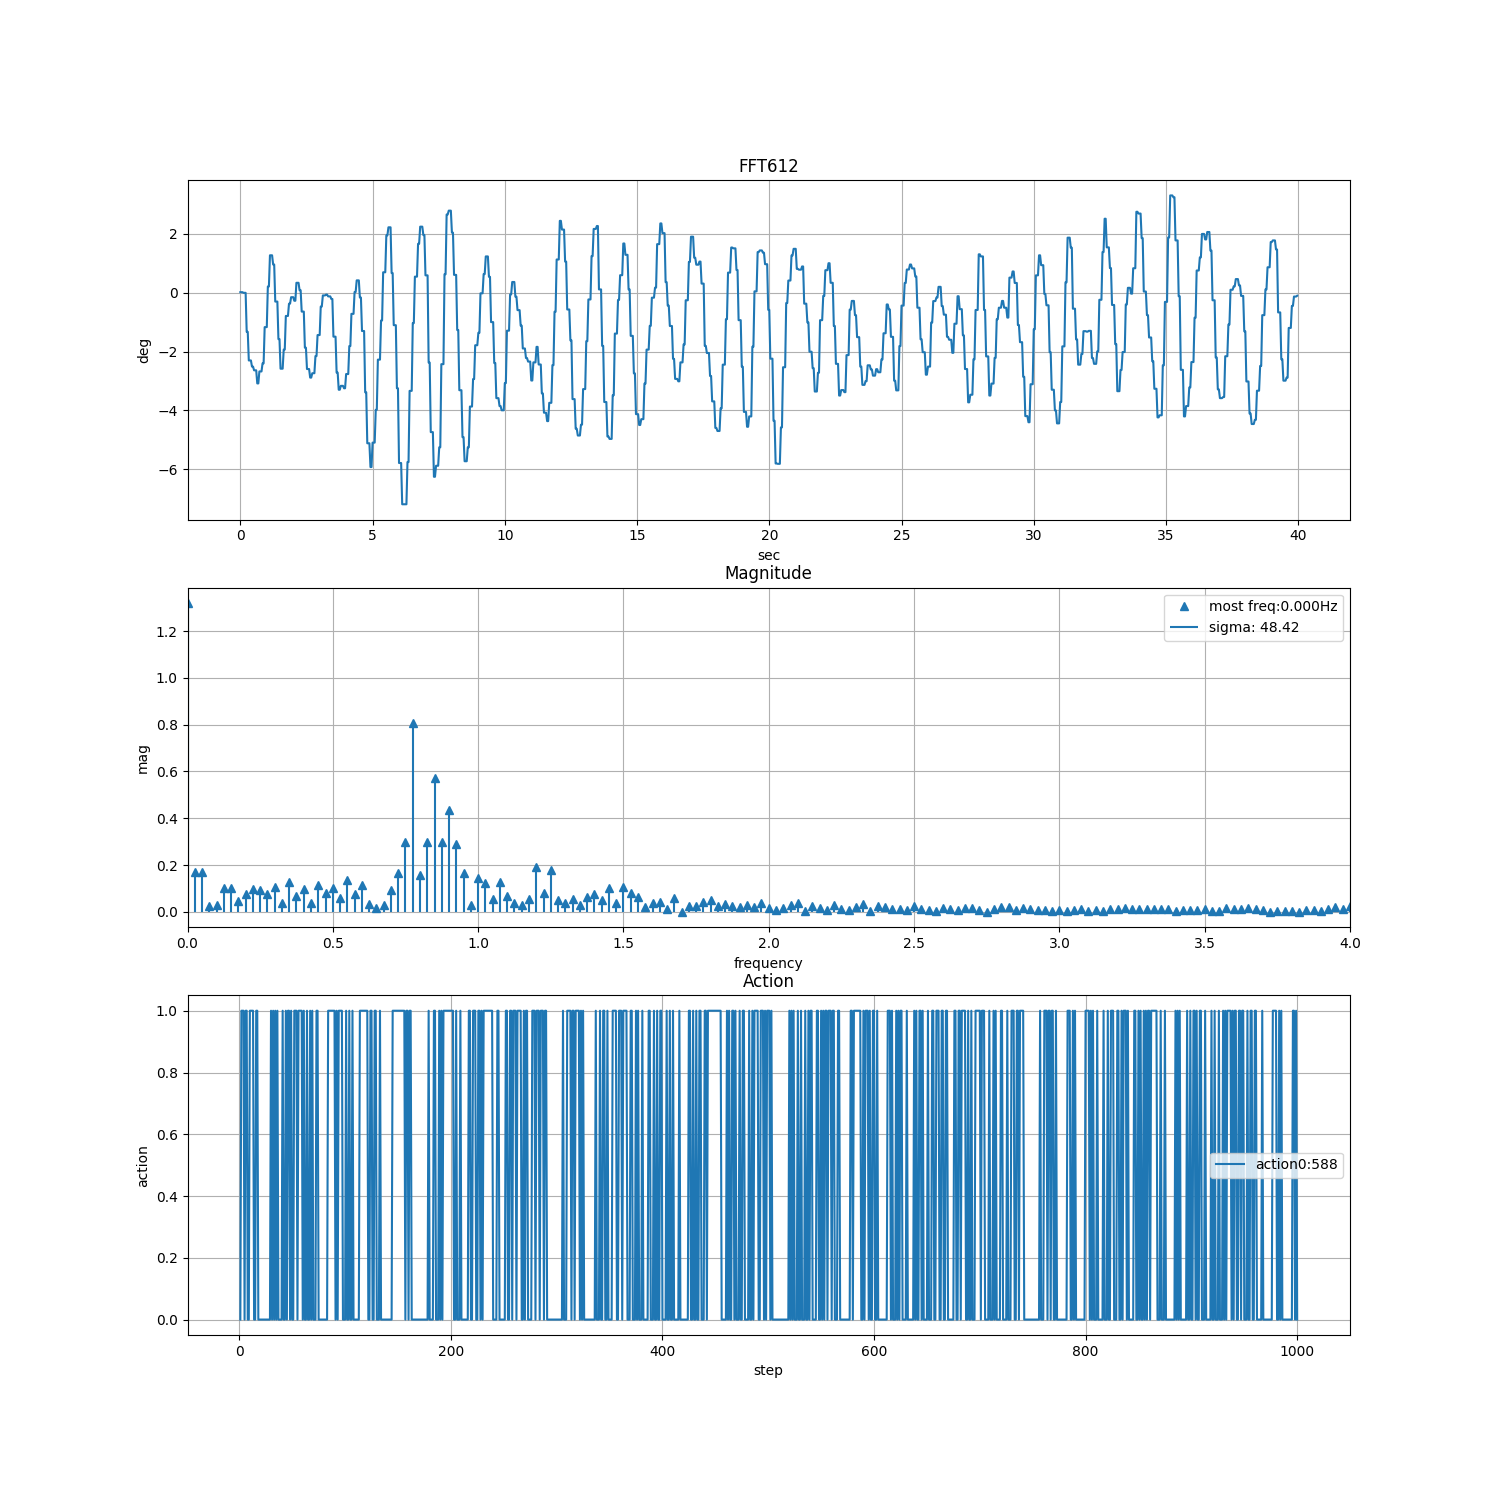 FFT612
2
0
−2
−4
−6
deg
0 5 10 15 20 25 30 35 40
sec
Magnitude
1.2
1.0
0.8
0.6
0.4
0.2
0.0
mag
most freq:0.000Hz
sigma: 48.42
0.0 0.5 1.0 1.5 2.0 2.5 3.0 3.5 4.0
frequency
Action
1.0
0.8
0.6
0.4
0.2
0.0
action
action0:588
0 200 400 600 800 1000
step